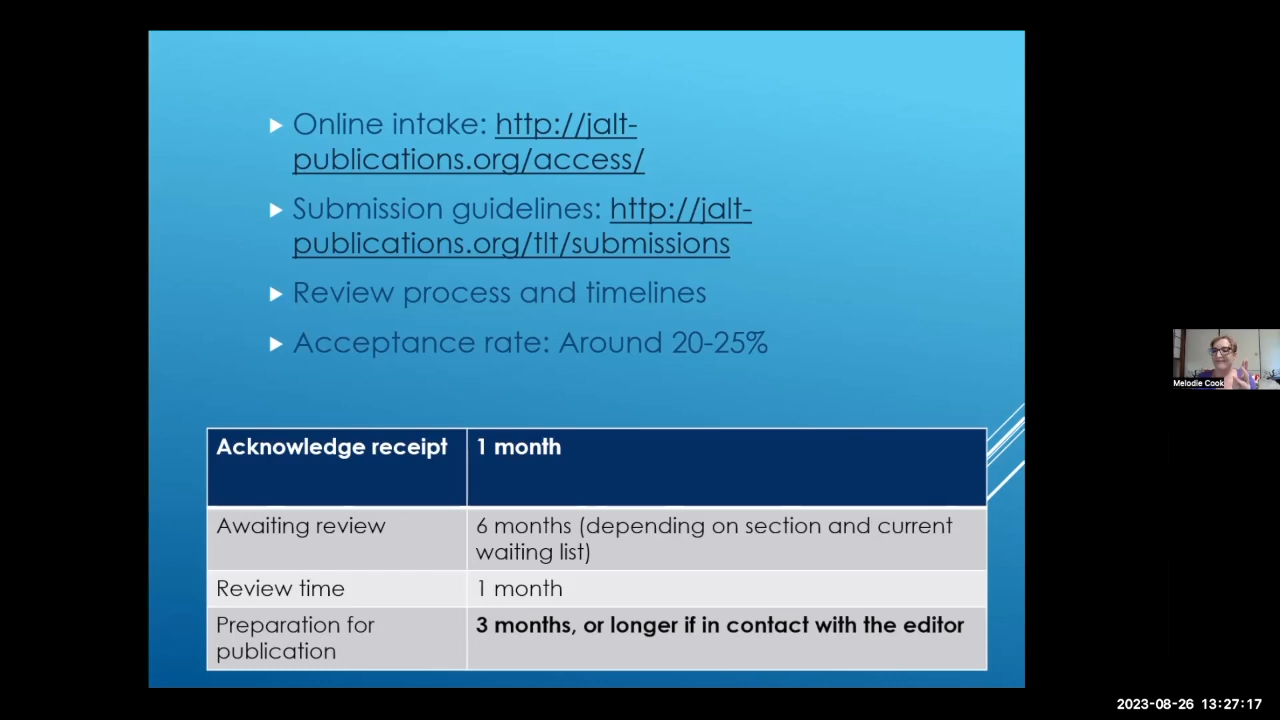 Online intake: http://jalt-
publications.org/access/
Submission guidelines: http://jalt-
publications.org/tlt/submissions
Review process and timelines
Acceptance rate: Around 20-25%
Acknowledge receipt 1 month
Awaiting review 6 months (depending on section and current
waiting list)
Review time 1 month
Preparation for 3 months, or longer if in contact with the editor
publication
Melodie Cook
2023-08-26 13:27:17